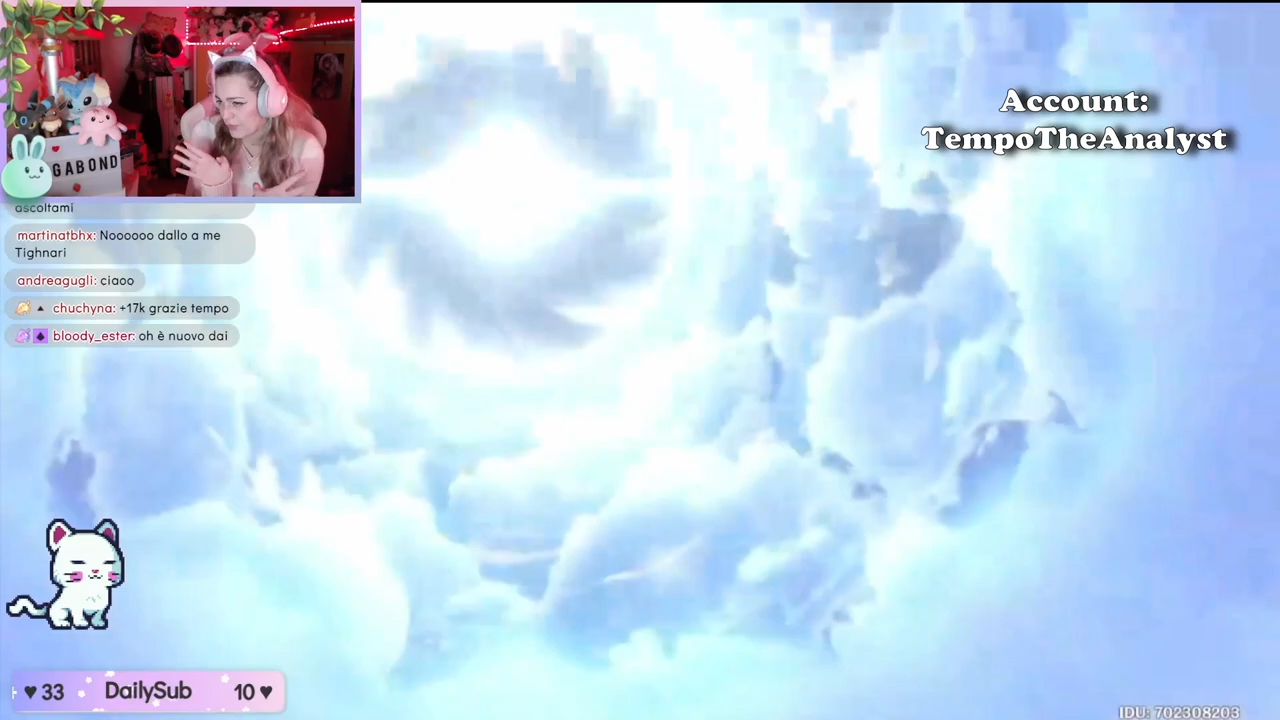 Account:
TempoTheAnalyst
GABOND
ascoltami
martinatbhx: Noooooo dallo a me
Tighnari
andreagugli: ciaoo
chuchyna: +17k grazie tempo
bloody_ester: oh è nuovo dai
♥ 33 DailySub 10 ♥
IDU: 702308203